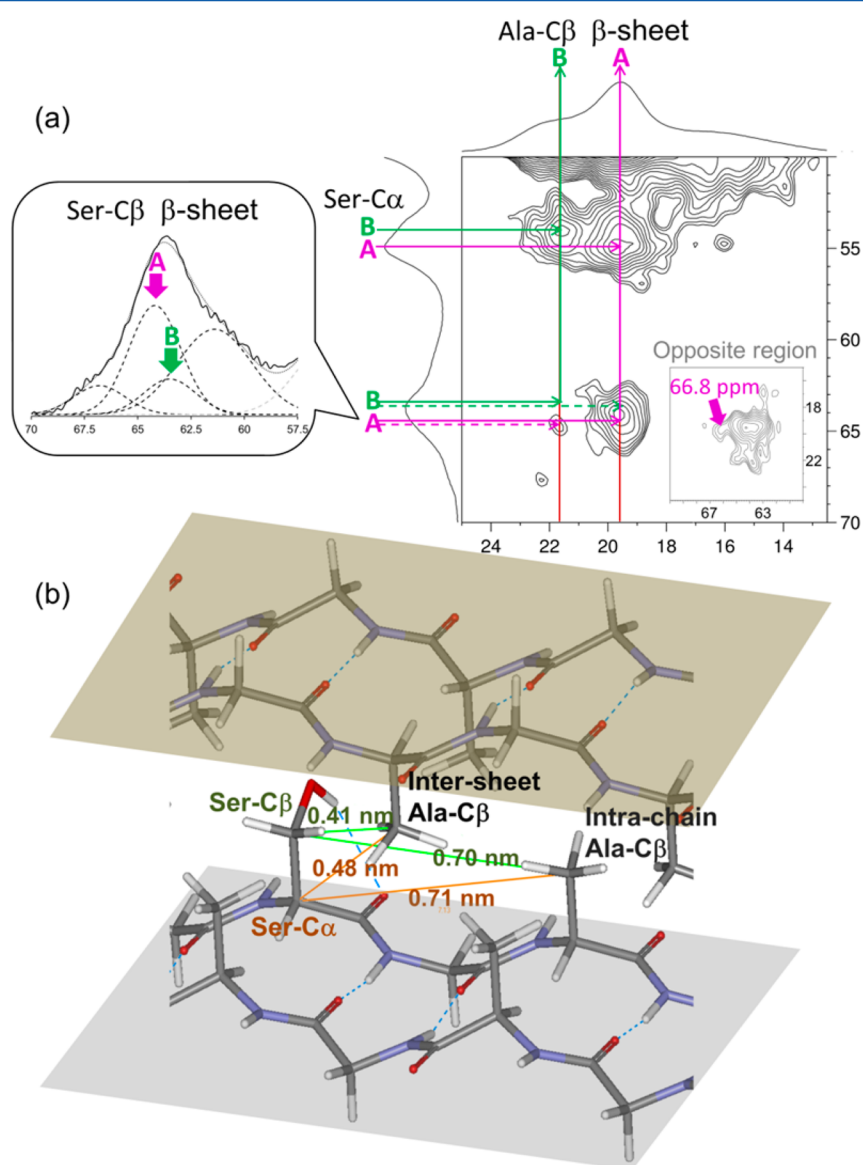 Ala-Cβ β-sheet
B A
(a)
Ser-Cβ β-sheet
A
B
70 67.5 65 62.5 60 57.5
Ser-Cα
B
A
B
A
55
60
65
70
Opposite region
66.8 ppm
18
22
67 63
24 22 20 18 16 14
(b)
Inter-sheet
Ala-Cβ
Intra-chain
Ala-Cβ
Ser-Cβ
0.41 nm
0.70 nm
0.48 nm
0.71 nm
Ser-Cα